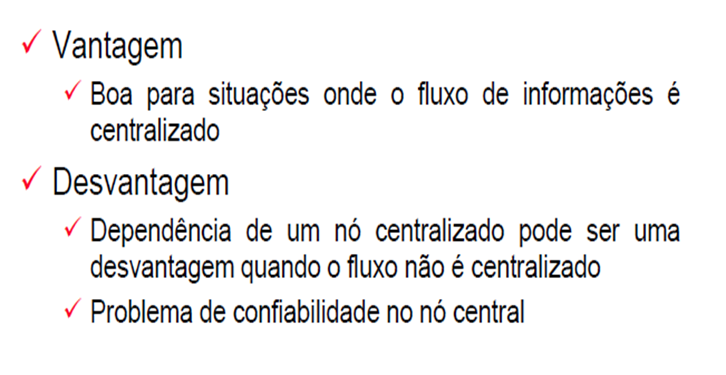 Vantagem
Boa para situações onde o fluxo de informações é
centralizado
Desvantagem
Dependência de um nó centralizado pode ser uma
desvantagem quando o fluxo não é centralizado
Problema de confiabilidade no nó central